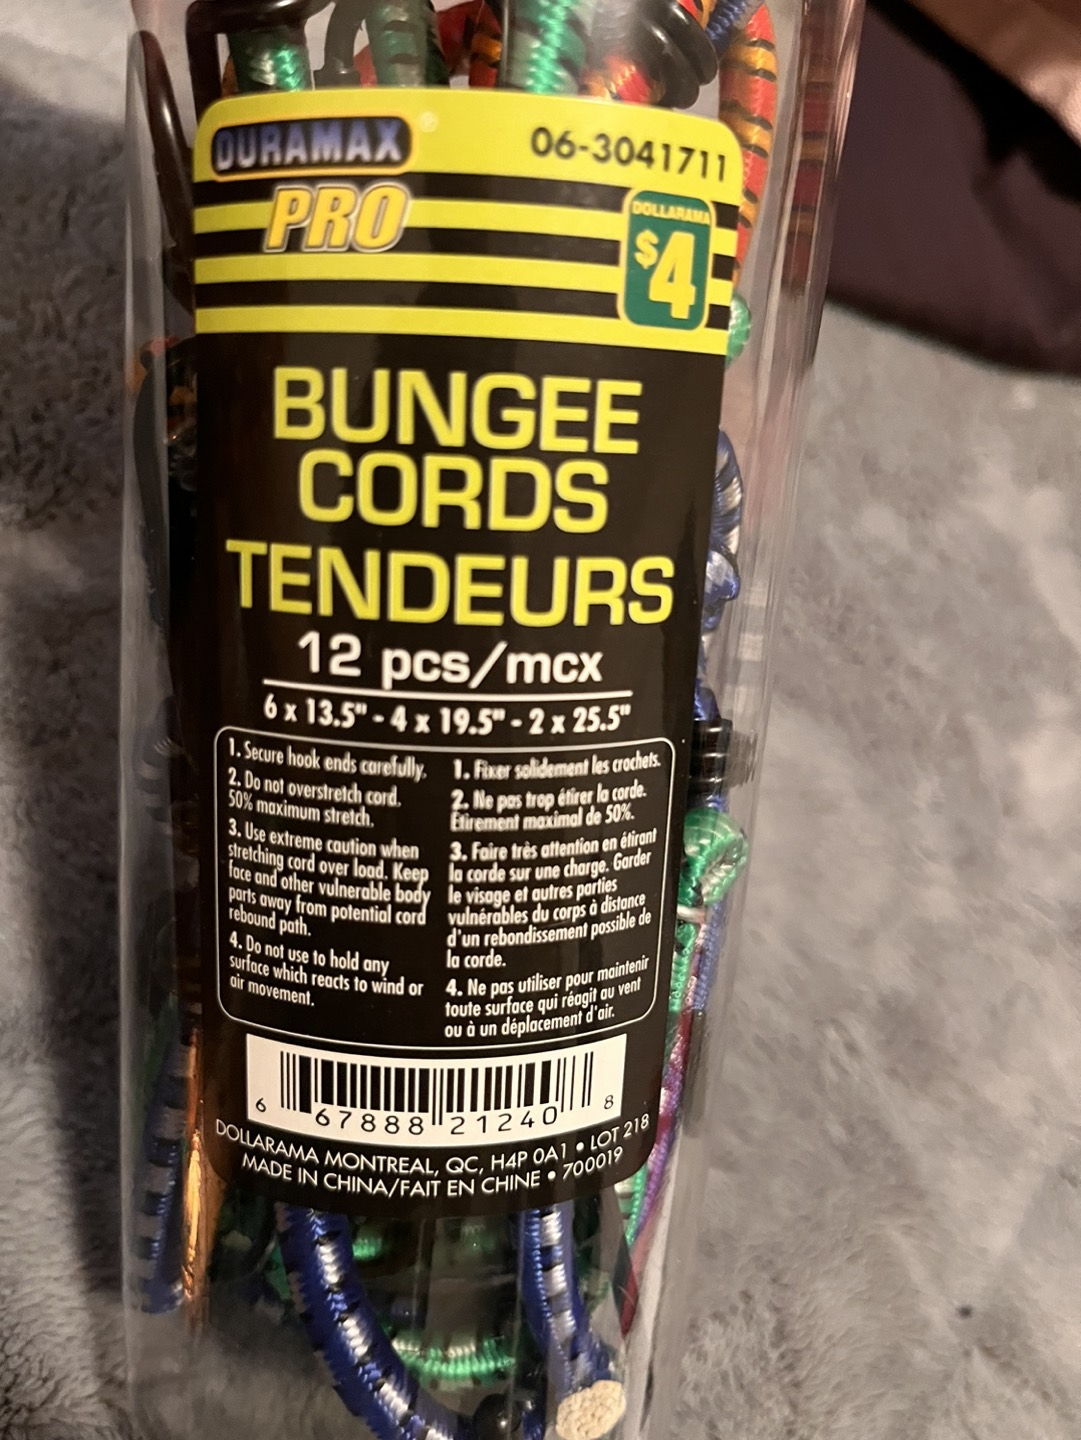 DURAMAX
PRO
06-3041711
DOLLARAMA
$4
BUNGEE
CORDS
TENDEURS
12 pcs/mcx
6 x 13.5" - 4 x 19.5" - 2 x 25.5"
1. Secure hook ends carefully.
2. Do not overstretch cord.
50% maximum stretch.
3. Use extreme caution when
stretching cord over load. Keep
face and other vulnerable body
parts away from potential cord
rebound path.
4. Do not use to hold any
surface which reacts to wind or
air movement.
1. Fixer solidement les crochets.
2. Ne pas trop étirer la corde.
Étirement maximal de 50%.
3. Faire très attention en étirant
la corde sur une charge. Garder
le visage et autres parties
vulnérables du corps à distance
d'un rebondissement possible de
la corde.
4. Ne pas utiliser pour maintenir
toute surface qui réagit au vent
ou à un déplacement d'air.
6 67888 21240 8
DOLLARAMA MONTREAL, QC, H4P 0A1 • LOT 218
MADE IN CHINA/FAIT EN CHINE • 700019